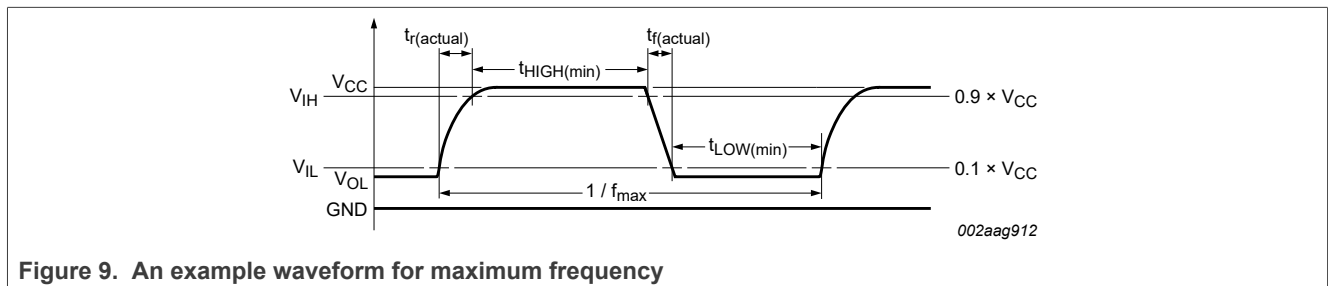 tr(actual)
tf(actual)
tHIGH(min)
VCC
VIH
0.9 × VCC
tLOW(min)
VIL
0.1 × VCC
VOL
1 / fmax
GND
002aag912
Figure 9. An example waveform for maximum frequency